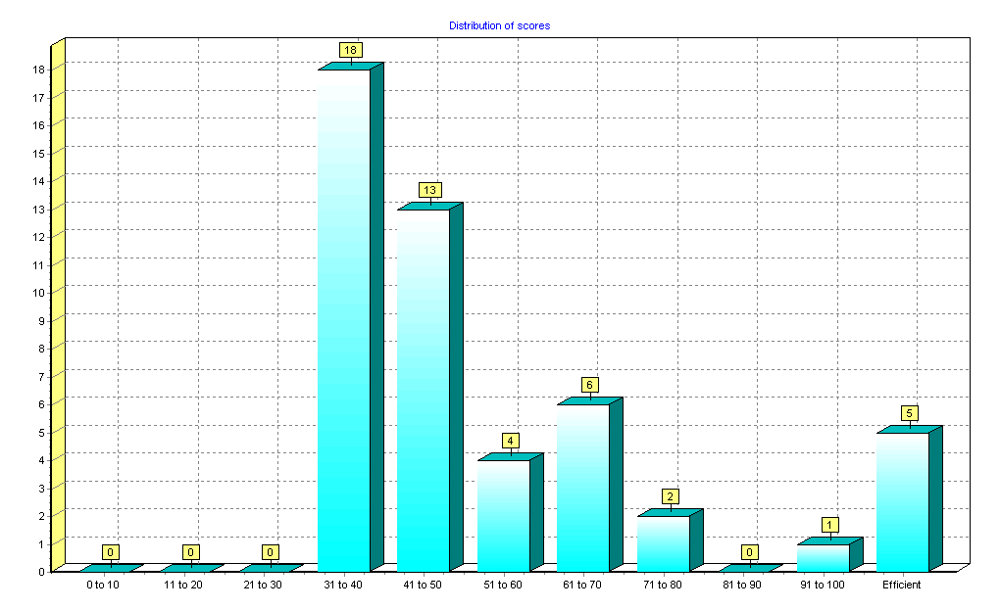 Distribution of scores
18
13
6
5
4
2
1
0
0
0
0
18
17
16
15
14
13
12
11
10
9
8
7
6
5
4
3
2
1
0
0 to 10
11 to 20
21 to 30
31 to 40
41 to 50
51 to 60
61 to 70
71 to 80
81 to 90
91 to 100
Efficient